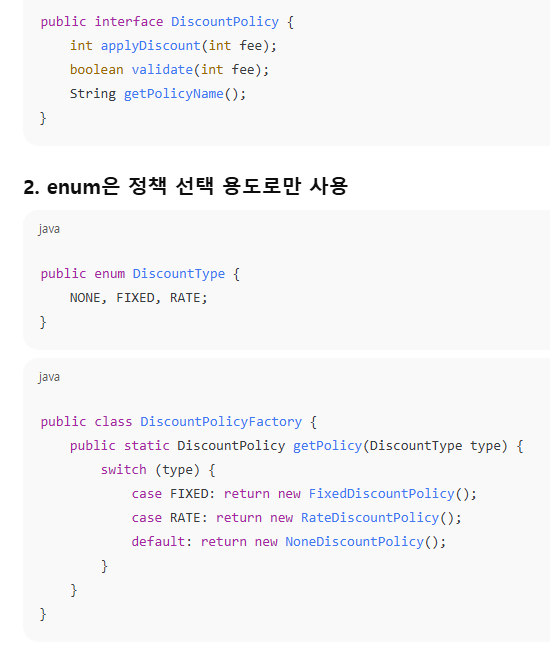 public interface DiscountPolicy {
    int applyDiscount(int fee);
    boolean validate(int fee);
    String getPolicyName();
}
2. enum은 정책 선택 용도로만 사용
java
public enum DiscountType {
    NONE, FIXED, RATE;
}
java
public class DiscountPolicyFactory {
    public static DiscountPolicy getPolicy(DiscountType type) {
        switch (type) {
            case FIXED: return new FixedDiscountPolicy();
            case RATE: return new RateDiscountPolicy();
            default: return new NoneDiscountPolicy();
        }
    }
}